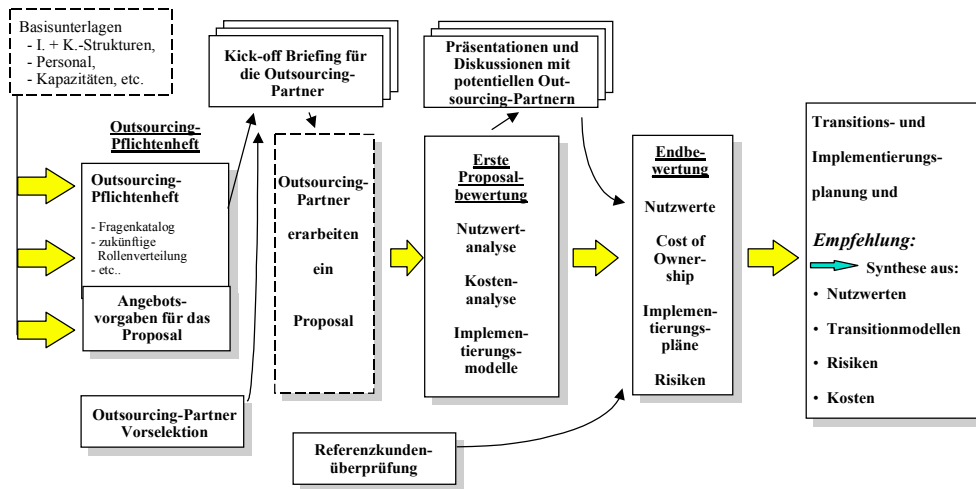 Basisunterlagen
- I. + K.-Strukturen,
- Personal,
- Kapazitäten, etc.
Outsourcing-
Pflichtenheft
Outsourcing-
Pflichtenheft
- Fragenkatalog
- zukünftige
Rollenverteilung
- etc..
Angebots-
vorgaben für das
Proposal
Outsourcing-Partner
Vorselektion
Kick-off Briefing für
die Outsourcing-
Partner
Outsourcing-
Partner
erarbeiten
ein
Proposal
Präsentationen und
Diskussionen mit
potentiellen Out-
sourcing-Partnern
Erste
Proposal-
bewertung
Nutzwert-
analyse
Kosten-
analyse
Implemen-
tierungs-
modelle
Referenzkunden-
überprüfung
Endbe-
wertung
Nutzwerte
Cost of
Owner-
ship
Implemen-
tierungs-
pläne
Risiken
Transitions- und
Implementierungs-
planung und
Empfehlung:
Synthese aus:
• Nutzwerten
• Transitionmodellen
• Risiken
• Kosten